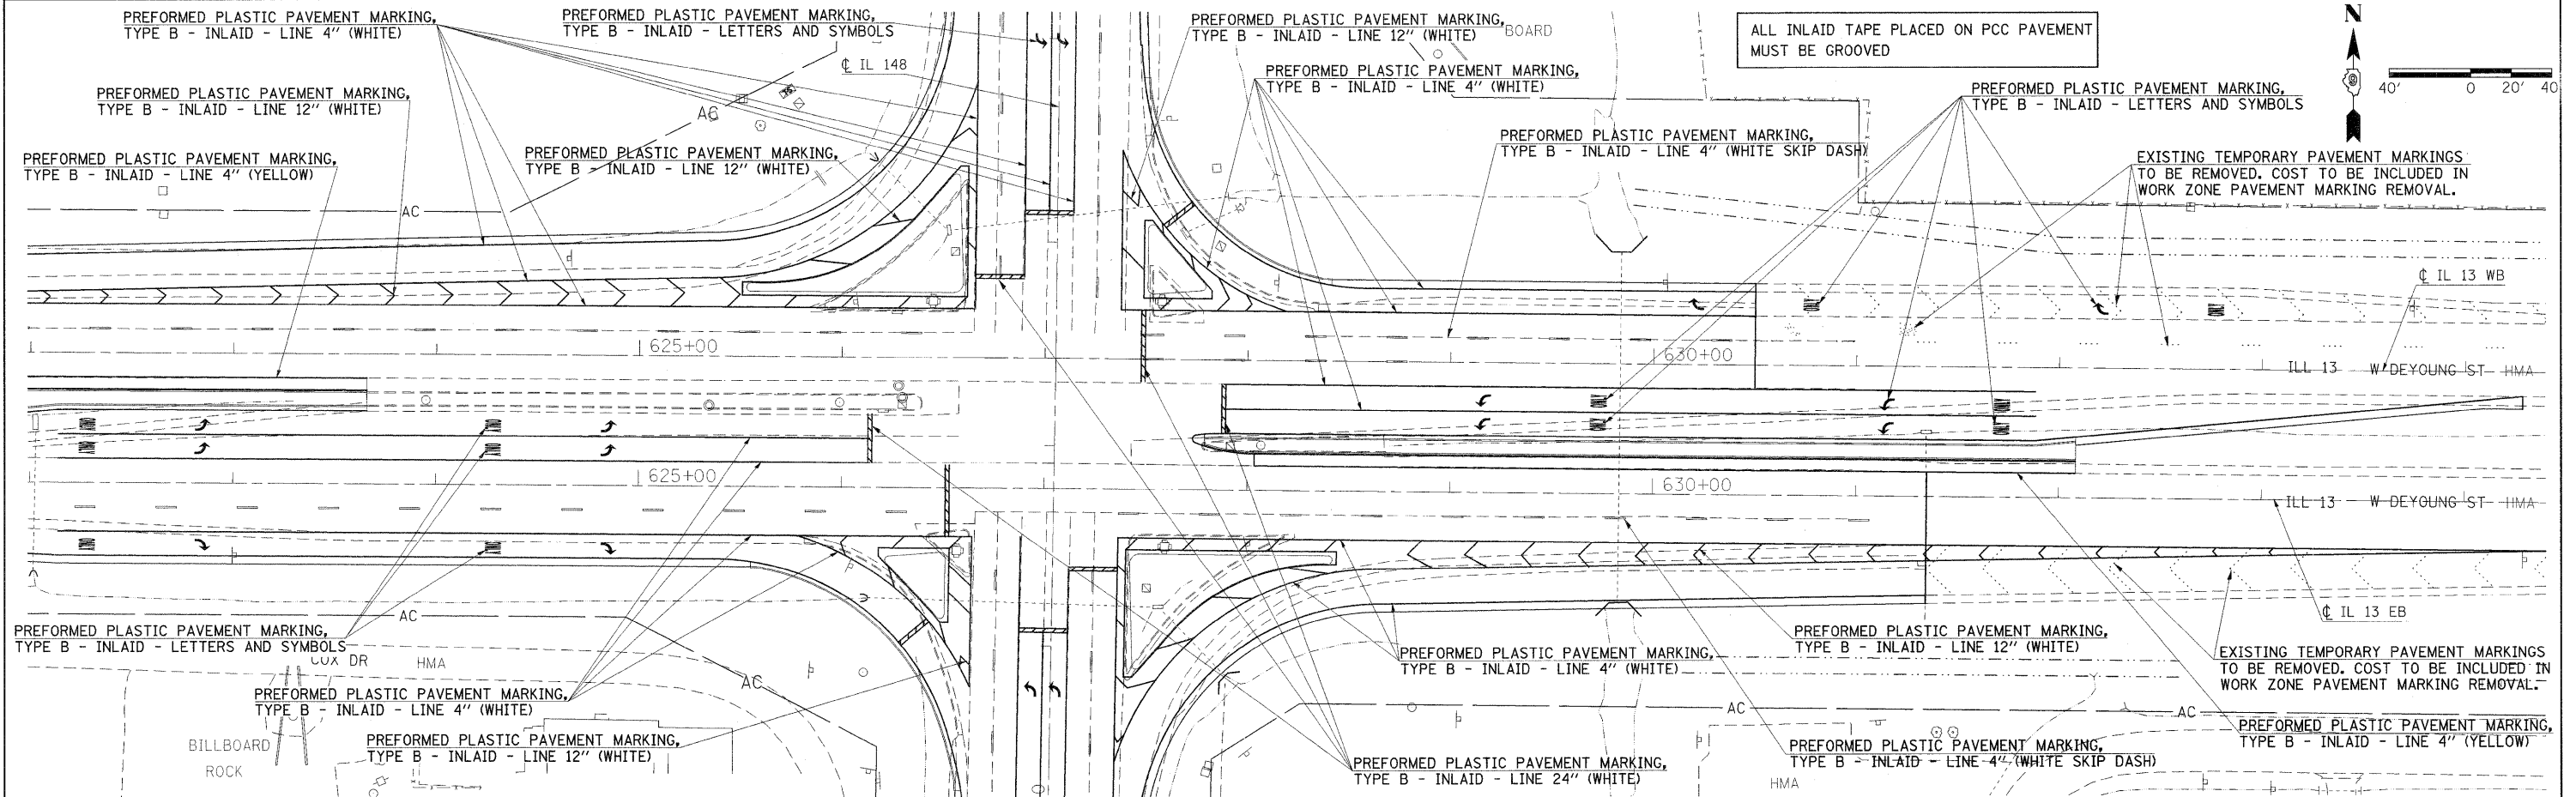 PREFORMED PLASTIC PAVEMENT MARKING,
TYPE B - INLAID - LINE 4" (WHITE)
PREFORMED PLASTIC PAVEMENT MARKING,
TYPE B - INLAID - LETTERS AND SYMBOLS
℄ IL 148
PREFORMED PLASTIC PAVEMENT MARKING,
TYPE B - INLAID - LINE 12" (WHITE)
BOARD
PREFORMED PLASTIC PAVEMENT MARKING,
TYPE B - INLAID - LINE 4" (WHITE)
ALL INLAID TAPE PLACED ON PCC PAVEMENT
MUST BE GROOVED
N
40' 0 20' 40
PREFORMED PLASTIC PAVEMENT MARKING,
TYPE B - INLAID - LINE 12" (WHITE)
AC
PREFORMED PLASTIC PAVEMENT MARKING,
TYPE B - INLAID - LETTERS AND SYMBOLS
PREFORMED PLASTIC PAVEMENT MARKING,
TYPE B - INLAID - LINE 4" (WHITE SKIP DASH)
PREFORMED PLASTIC PAVEMENT MARKING,
TYPE B - INLAID - LINE 4" (YELLOW)
PREFORMED PLASTIC PAVEMENT MARKING,
TYPE B - INLAID - LINE 12" (WHITE)
EXISTING TEMPORARY PAVEMENT MARKINGS
TO BE REMOVED. COST TO BE INCLUDED IN
WORK ZONE PAVEMENT MARKING REMOVAL.
AC
℄ IL 13 WB
625+00
630+00
ILL 13 W DEYOUNG ST HMA
625+00
630+00
ILL 13 W DEYOUNG ST HMA
℄ IL 13 EB
AC
PREFORMED PLASTIC PAVEMENT MARKING,
TYPE B - INLAID - LETTERS AND SYMBOLS
COX DR HMA
PREFORMED PLASTIC PAVEMENT MARKING,
TYPE B - INLAID - LINE 4" (WHITE)
AC
PREFORMED PLASTIC PAVEMENT MARKING,
TYPE B - INLAID - LINE 4" (WHITE)
PREFORMED PLASTIC PAVEMENT MARKING,
TYPE B - INLAID - LINE 12" (WHITE)
EXISTING TEMPORARY PAVEMENT MARKINGS
TO BE REMOVED. COST TO BE INCLUDED IN
WORK ZONE PAVEMENT MARKING REMOVAL.
AC
AC
BILLBOARD
ROCK
PREFORMED PLASTIC PAVEMENT MARKING,
TYPE B - INLAID - LINE 12" (WHITE)
PREFORMED PLASTIC PAVEMENT MARKING,
TYPE B - INLAID - LINE 24" (WHITE)
PREFORMED PLASTIC PAVEMENT MARKING,
TYPE B - INLAID - LINE 4" (WHITE SKIP DASH)
HMA
PREFORMED PLASTIC PAVEMENT MARKING,
TYPE B - INLAID - LINE 4" (YELLOW)